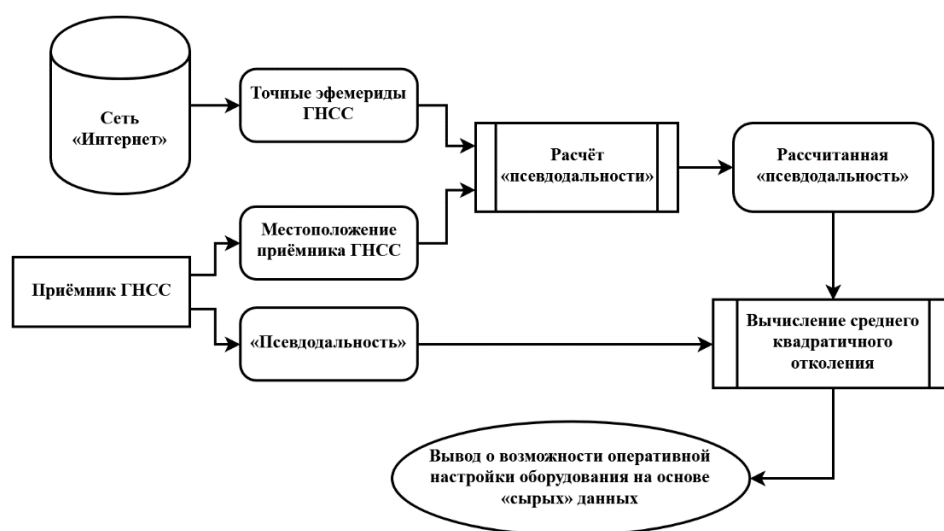 Сеть
«Интернет»
Точные эфемериды
ГНСС
Расчёт
«псевдодальности»
Рассчитанная
«псевдодальность»
Местоположение
приёмника ГНСС
Приёмник ГНСС
«Псевдодальность»
Вычисление среднего
квадратичного
отколения
Вывод о возможности оперативной
настройки оборудования на основе
«сырых» данных